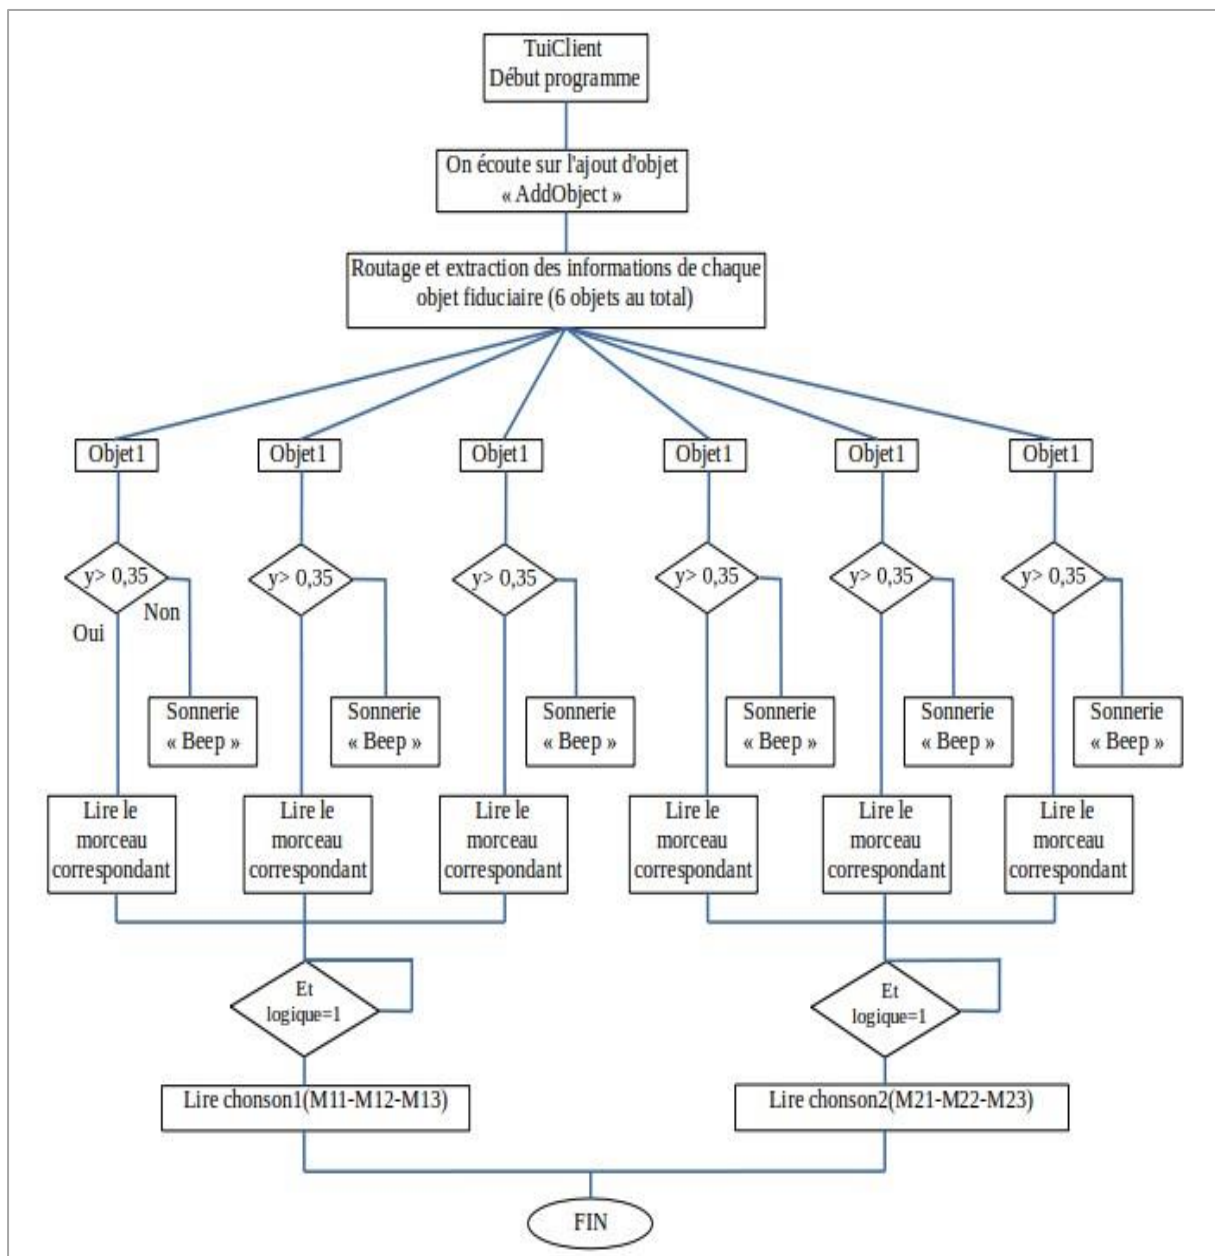 TuiClient
Début programme
On écoute sur l'ajout d'objet
« AddObject »
Routage et extraction des informations de chaque
objet fiduciaire (6 objets au total)
Objet1
Objet1
Objet1
Objet1
Objet1
Objet1
y> 0,35
y> 0,35
y> 0,35
y> 0,35
y> 0,35
y> 0,35
Oui
Non
Sonnerie
« Beep »
Sonnerie
« Beep »
Sonnerie
« Beep »
Sonnerie
« Beep »
Sonnerie
« Beep »
Sonnerie
« Beep »
Lire le
morceau
correspondant
Lire le
morceau
correspondant
Lire le
morceau
correspondant
Lire le
morceau
correspondant
Lire le
morceau
correspondant
Lire le
morceau
correspondant
Et
logique=1
Et
logique=1
Lire chonson1(M11-M12-M13)
Lire chonson2(M21-M22-M23)
FIN